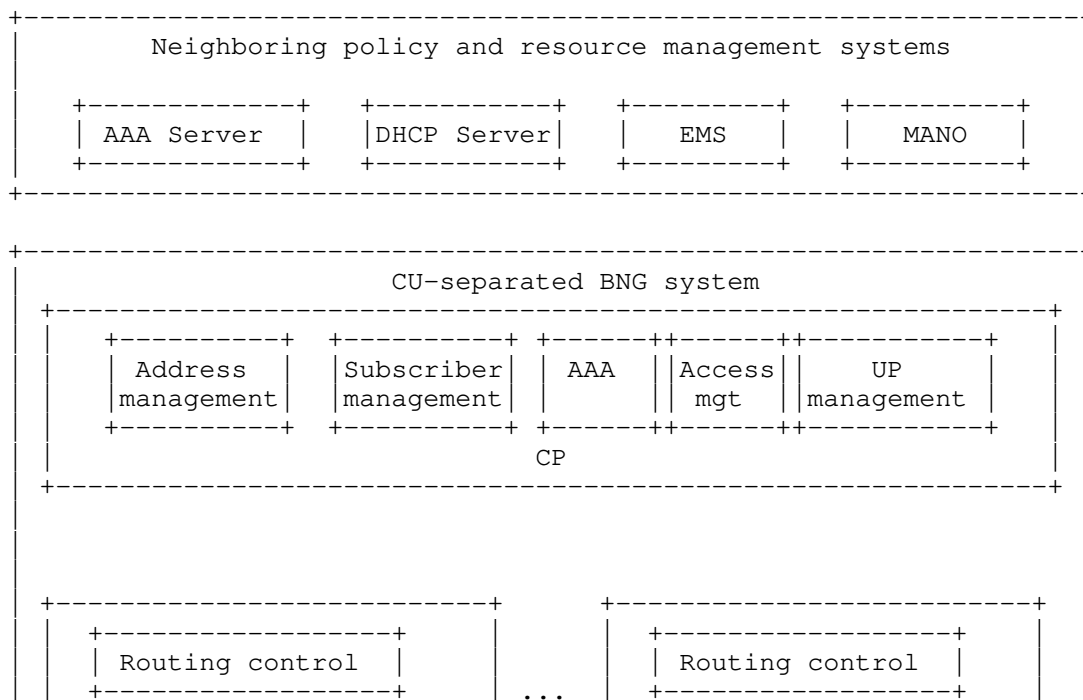 Neighboring policy and resource management systems
AAA Server DHCP Server EMS MANO
CU-separated BNG system
Address Subscriber AAA Access UP
management management mgt management
CP
Routing control Routing control
...